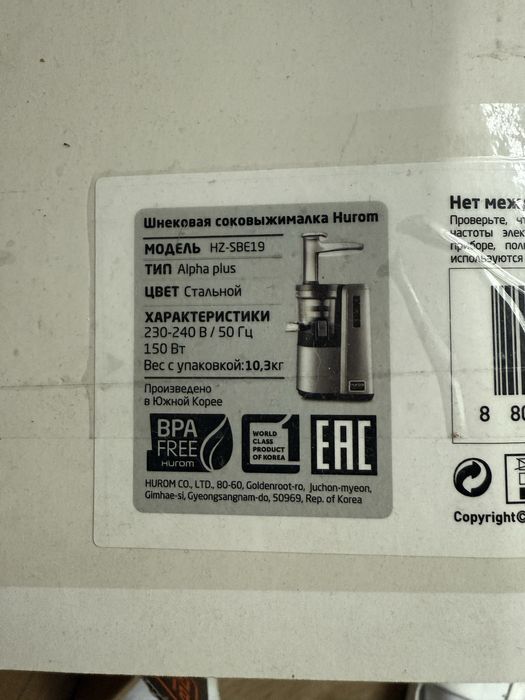 Шнековая соковыжималка Hurom
МОДЕЛЬ HZ-SBE19
ТИП Alpha plus
ЦВЕТ Стальной
ХАРАКТЕРИСТИКИ
230-240 В / 50 Гц
150 Вт
Вес с упаковкой:10,3кг
Произведено
в Южной Корее
BPA
FREE
HUROM
WORLD
CLASS
PRODUCT
OF KOREA
1
EAC
HUROM CO., LTD., 80-60, Goldenroot-ro, Juchon-myeon,
Gimhae-si, Gyeongsangnam-do, 50969, Rep. of Korea
Нет
Проверьте,
частоты
приборе,
используются
8 80
Copyright©